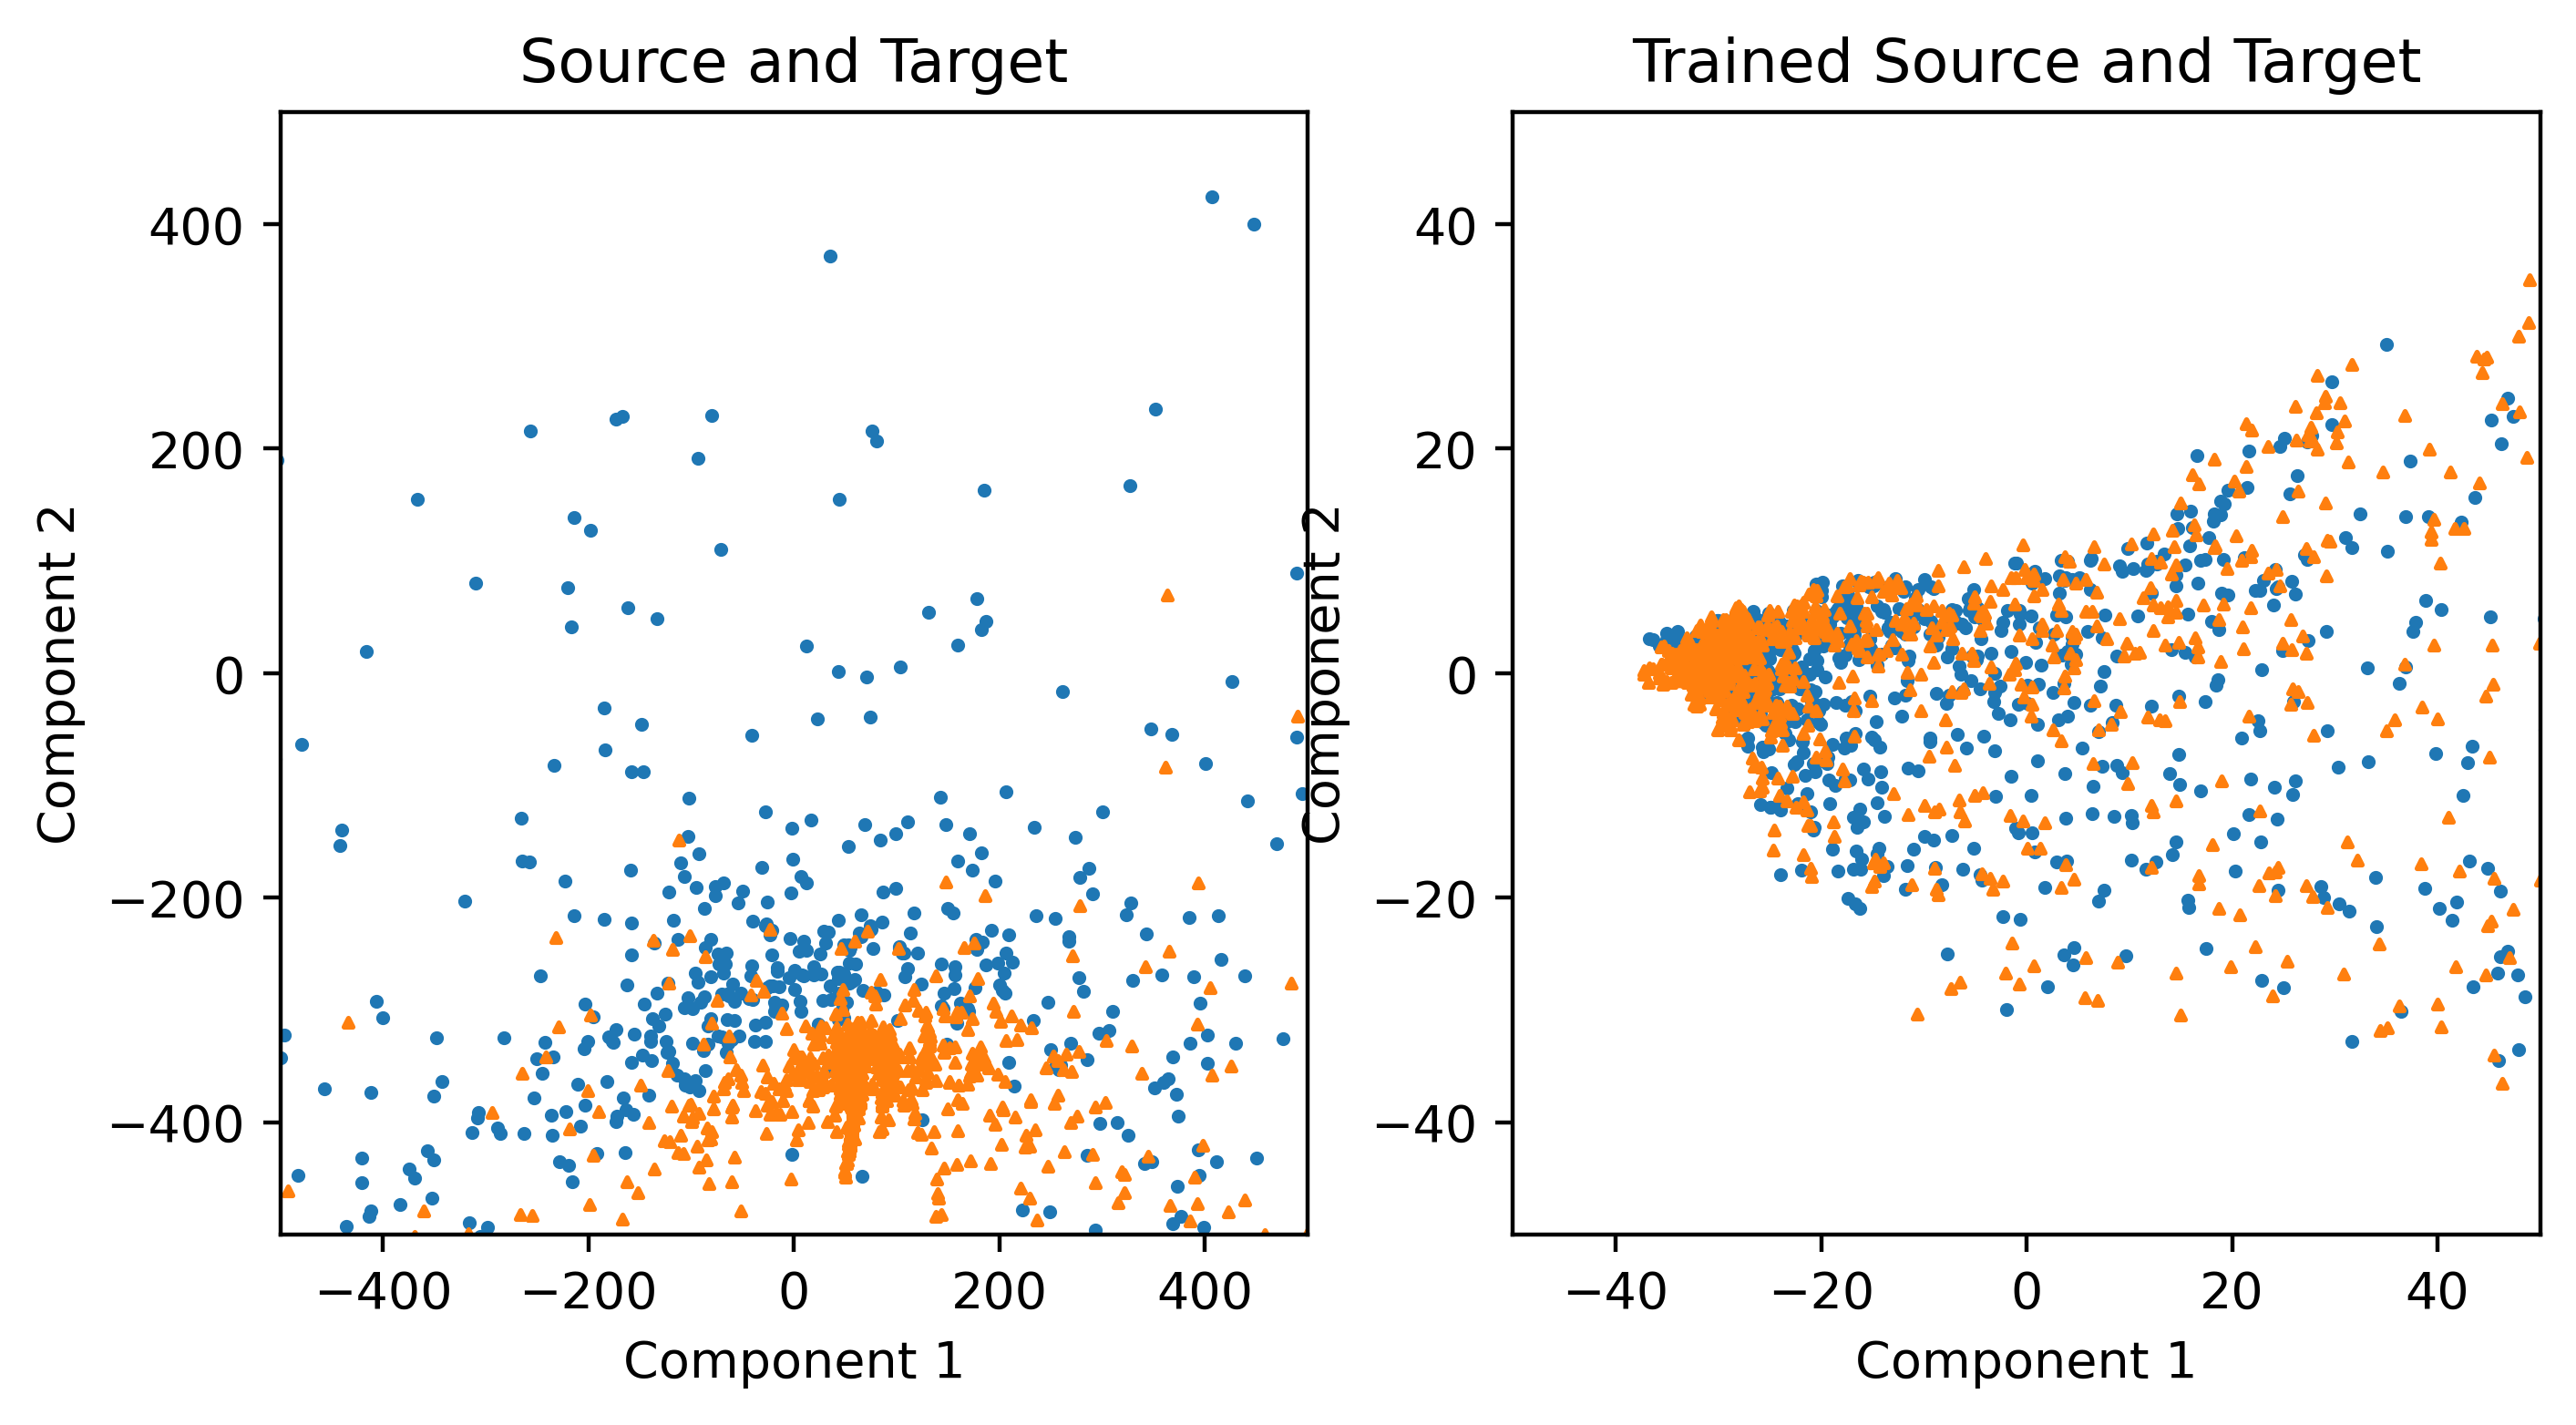 Source and Target
Component 2
400
200
0
−200
−400
−400 −200 0 200 400
Component 1
Trained Source and Target
Component 2
40
20
0
−20
−40
−40 −20 0 20 40
Component 1